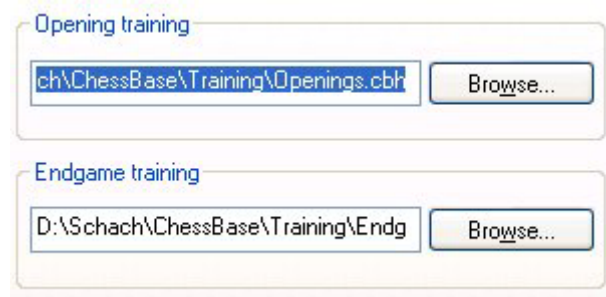 Opening training
ch\ChessBase\Training\Openings.cbh
Browse...
Endgame training
D:\Schach\ChessBase\Training\Endg
Browse...